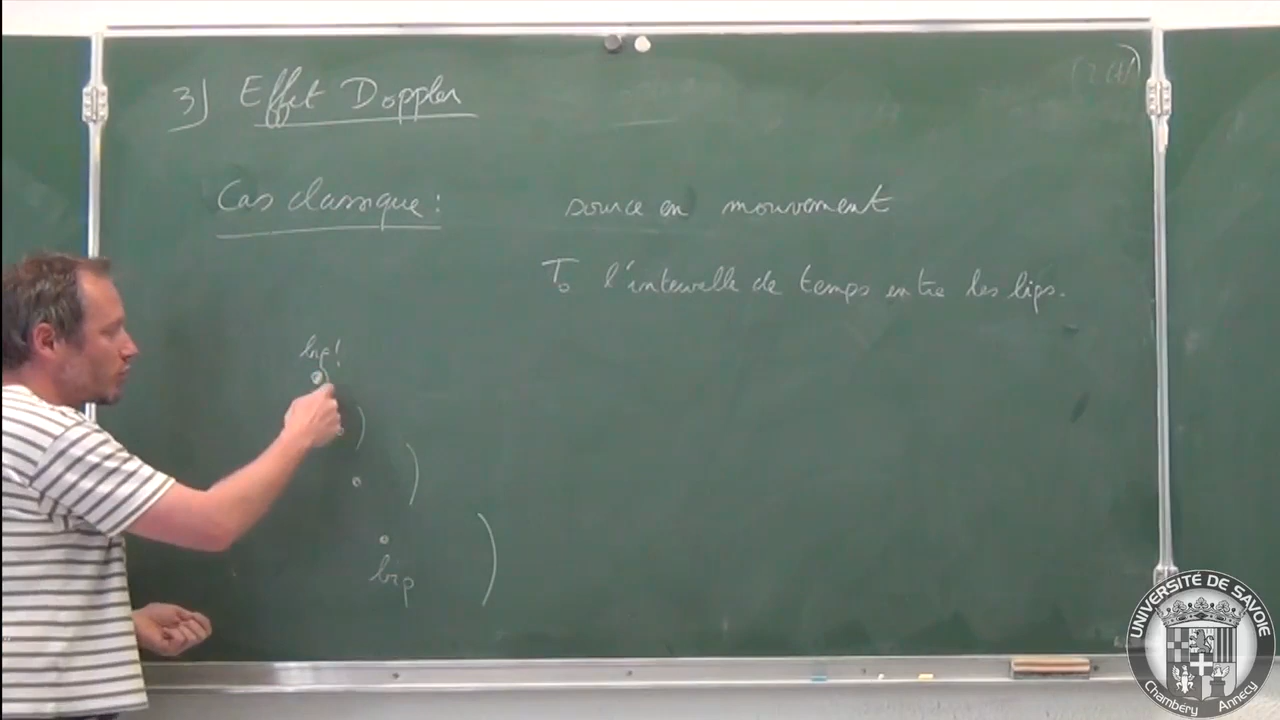 3) Effet Doppler
Cas classique : source en mouvement
T₀ l'intervalle de temps entre les bips.
bip!
bip
UNIVERSITÉ DE SAVOIE
Chambéry Annecy